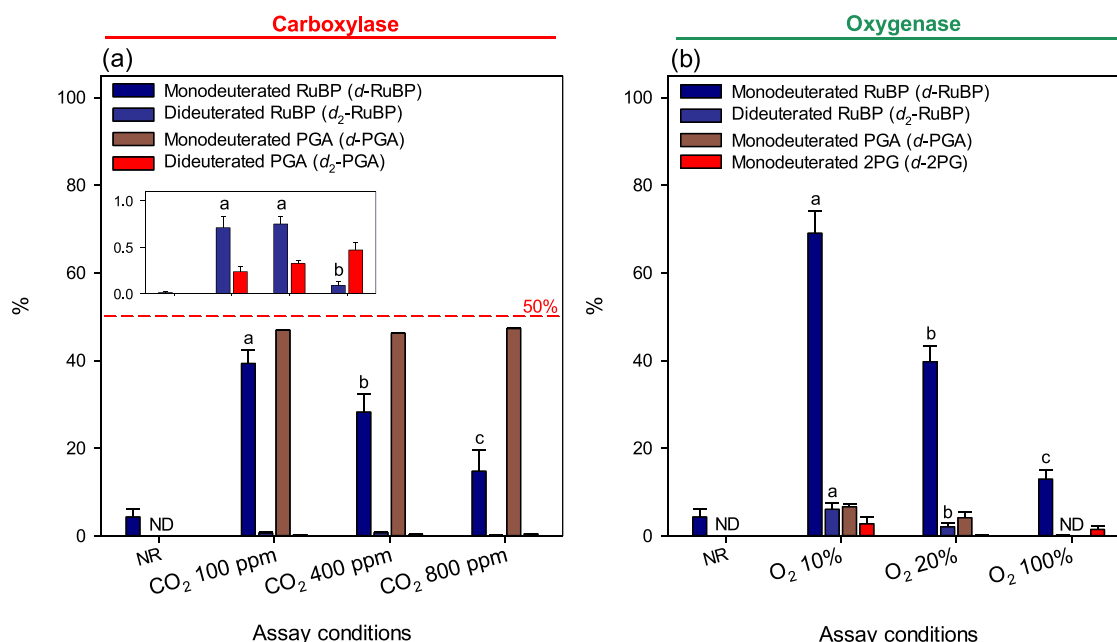 Carboxylase
(a)
Monodeuterated RuBP (d-RuBP)
Dideuterated RuBP (d₂-RuBP)
Monodeuterated PGA (d-PGA)
Dideuterated PGA (d₂-PGA)
100
80
60
40
20
0
%
1.0
0.5
0.0
a
a
b
50%
a
b
c
ND
NR
CO₂ 100 ppm
CO₂ 400 ppm
CO₂ 800 ppm
Assay conditions
Oxygenase
(b)
Monodeuterated RuBP (d-RuBP)
Dideuterated RuBP (d₂-RuBP)
Monodeuterated PGA (d-PGA)
Monodeuterated 2PG (d-2PG)
100
80
60
40
20
0
%
a
b
c
a
b
ND
ND
NR
O₂ 10%
O₂ 20%
O₂ 100%
Assay conditions